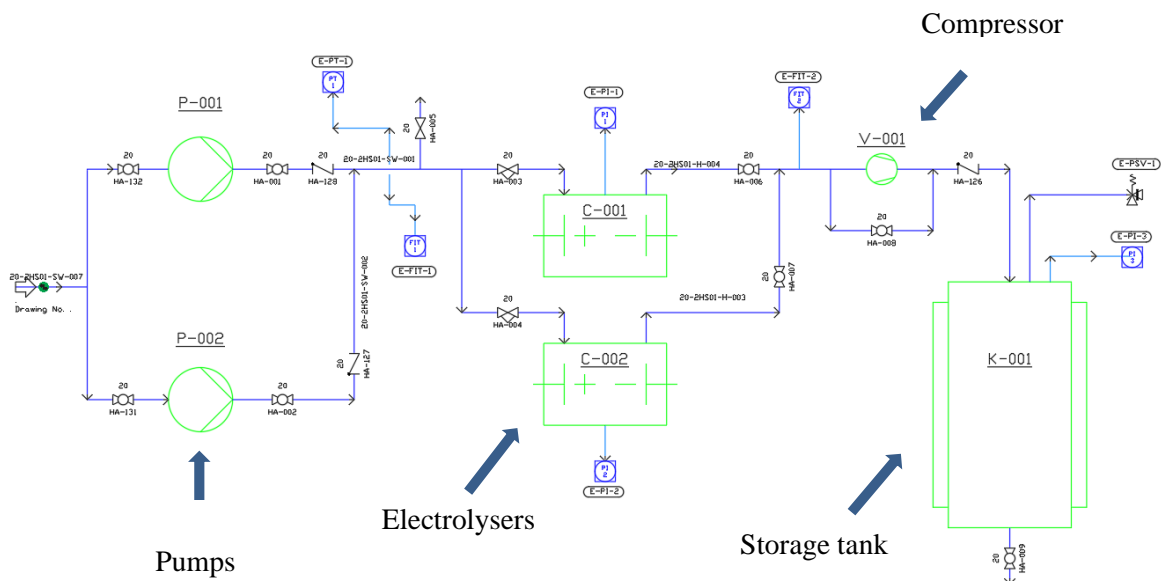 Compressor
E-PT-1
PT
1
P-001
20
HA-132
20
HA-001
20
HA-128
20-2HS01-SW-001
20
HA-005
E-PI-1
PI
1
E-FIT-2
FIT
2
V-001
20
HA-003
20-2HS01-H-004
20
HA-006
20
HA-126
E-PSV-1
C-001
20
HA-008
FIT
1
E-FIT-1
E-PI-3
PI
3
20-2HS01-SW-007
Drawing No. .
20-2HS01-SW-002
20
HA-007
20-2HS01-H-003
20
HA-004
P-002
20
HA-127
C-002
K-001
20
HA-131
20
HA-002
PI
2
E-PI-2
Electrolysers
Storage tank
Pumps
20
HA-009